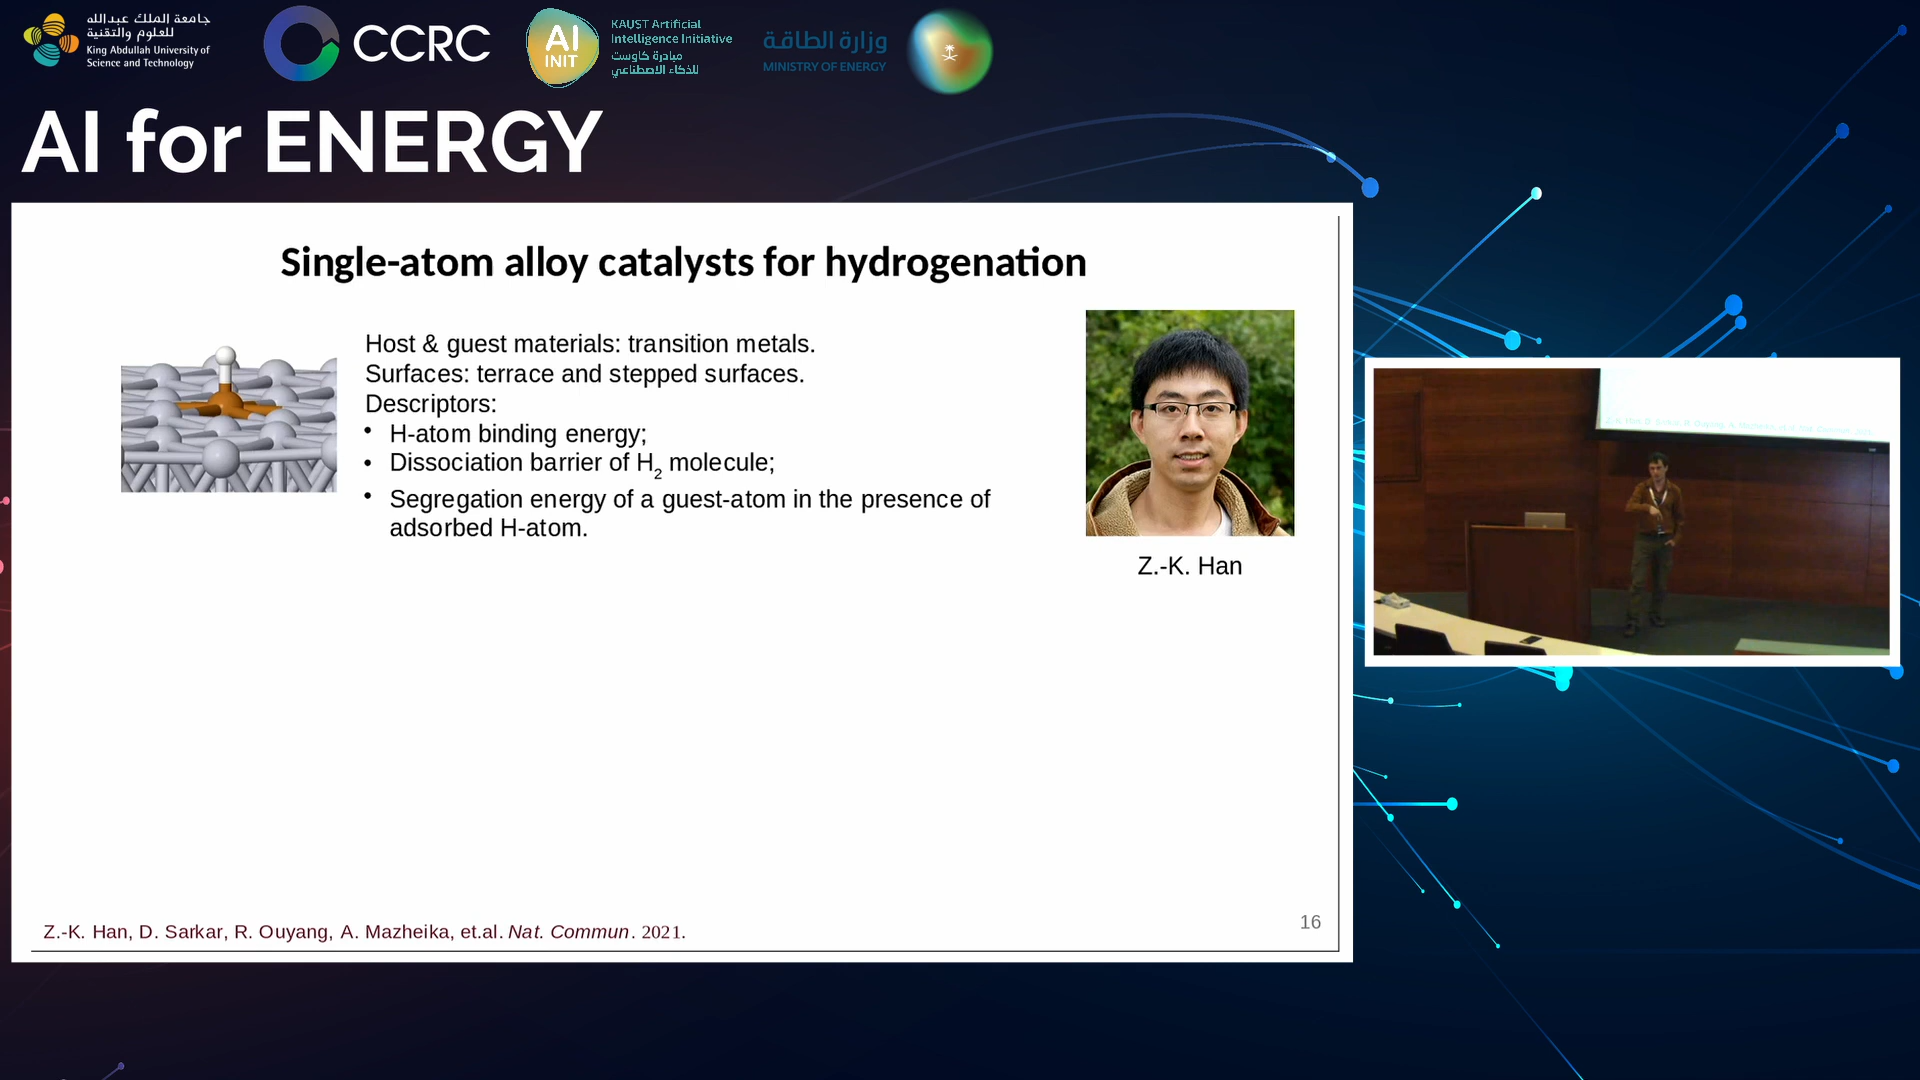 جامعة الملك عبدالله
للعلوم والتقنية
King Abdullah University of
Science and Technology
CCRC
AI
INIT
KAUST Artificial
Intelligence Initiative
مبادرة كاوست
للذكاء الاصطناعي
وزارة الطاقة
MINISTRY OF ENERGY
AI for ENERGY
Single-atom alloy catalysts for hydrogenation
Host & guest materials: transition metals.
Surfaces: terrace and stepped surfaces.
Descriptors:
• H-atom binding energy;
• Dissociation barrier of H2 molecule;
• Segregation energy of a guest-atom in the presence of
adsorbed H-atom.
Z.-K. Han
Z.-K. Han, D. Sarkar, R. Ouyang, A. Mazheika, et.al. Nat. Commun. 2021.
16